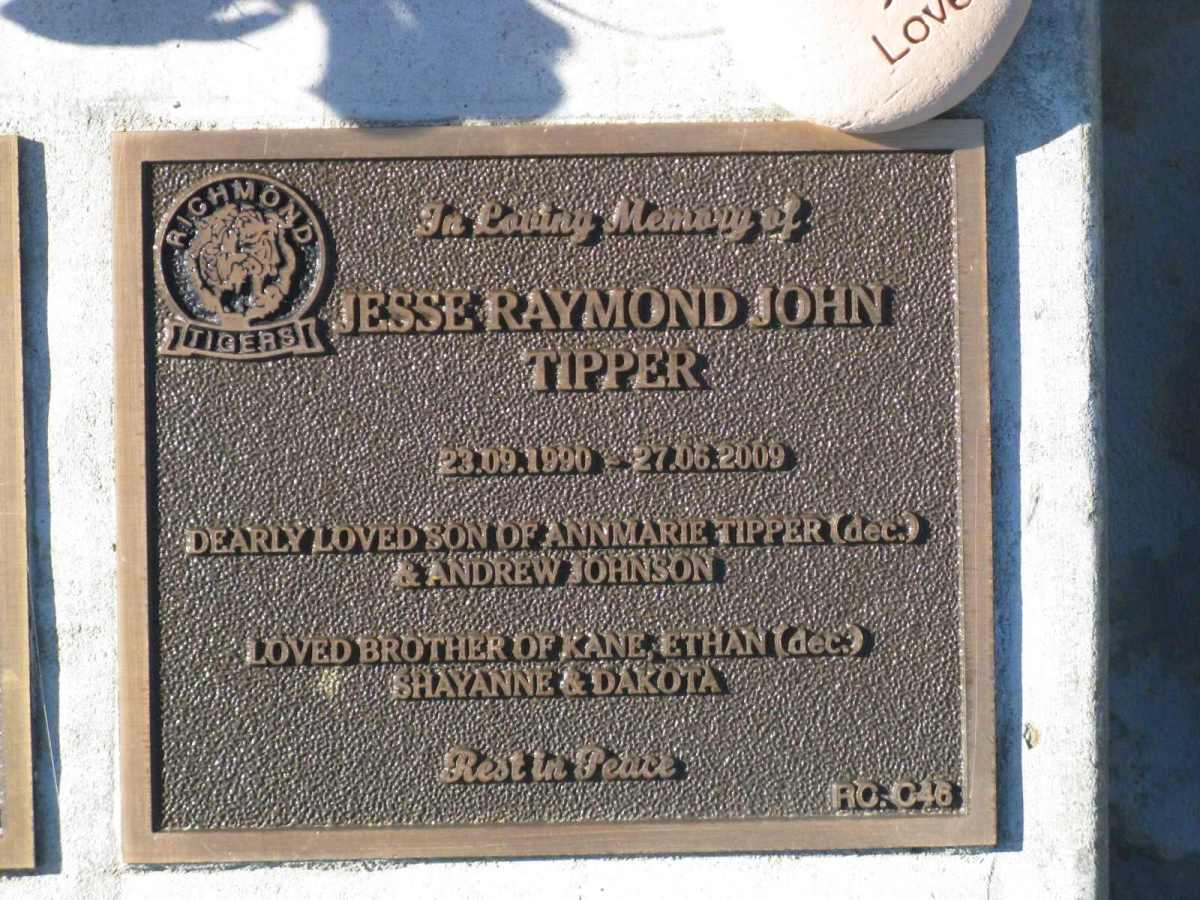 Love
RICHMOND
TIGERS
In Loving Memory of
JESSE RAYMOND JOHN
TIPPER
23.09.1990 - 27.06.2009
DEARLY LOVED SON OF ANNMARIE TIPPER (dec.)
& ANDREW JOHNSON
LOVED BROTHER OF KANE, ETHAN (dec.)
SHAYANNE & DAKOTA
Rest in Peace
RC. C46